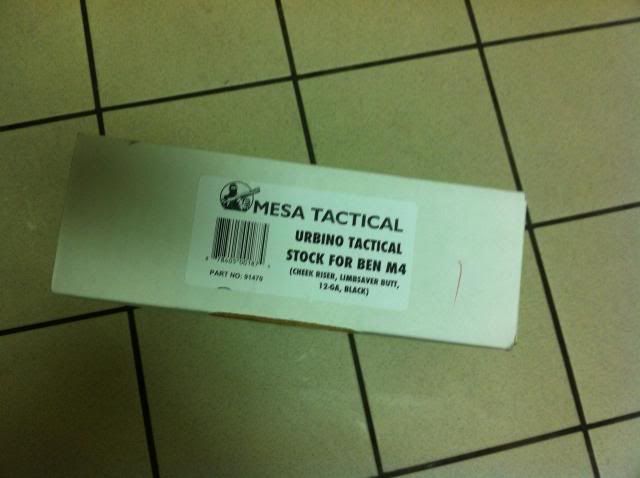 MESA TACTICAL
URBINO TACTICAL
STOCK FOR BEN M4
(CHEEK RISER, LIMBSAVER BUTT,
12-GA, BLACK)
PART NO: 91470